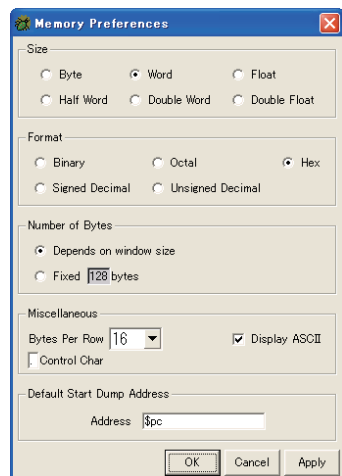 Memory Preferences
Size
Byte Word Float
Half Word Double Word Double Float
Format
Binary Octal Hex
Signed Decimal Unsigned Decimal
Number of Bytes
Depends on window size
Fixed 128 bytes
Miscellaneous
Bytes Per Row 16 Display ASCII
. Control Char
Default Start Dump Address
Address $pc
OK Cancel Apply